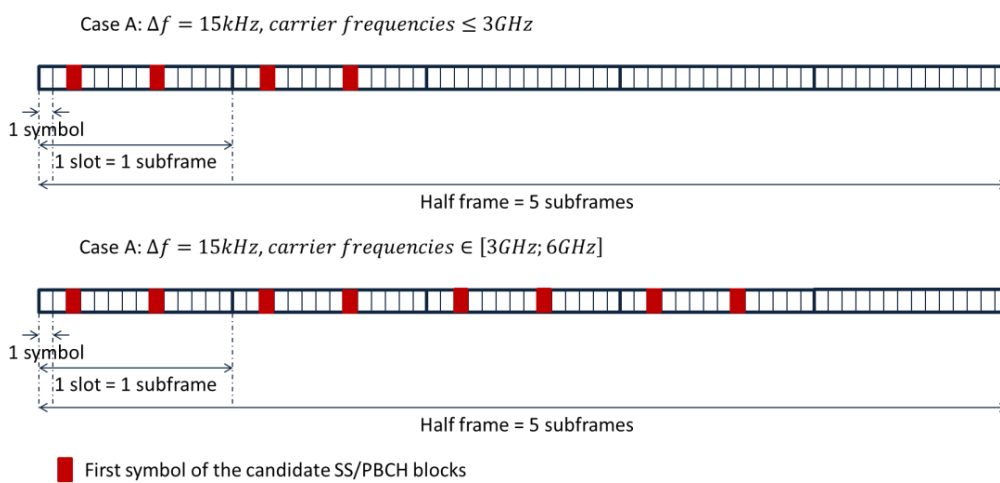 Case A: Δf = 15kHz, carrier frequencies ≤ 3GHz
1 symbol
1 slot = 1 subframe
Half frame = 5 subframes
Case A: Δf = 15kHz, carrier frequencies ∈ [3GHz; 6GHz]
1 symbol
1 slot = 1 subframe
Half frame = 5 subframes
First symbol of the candidate SS/PBCH blocks